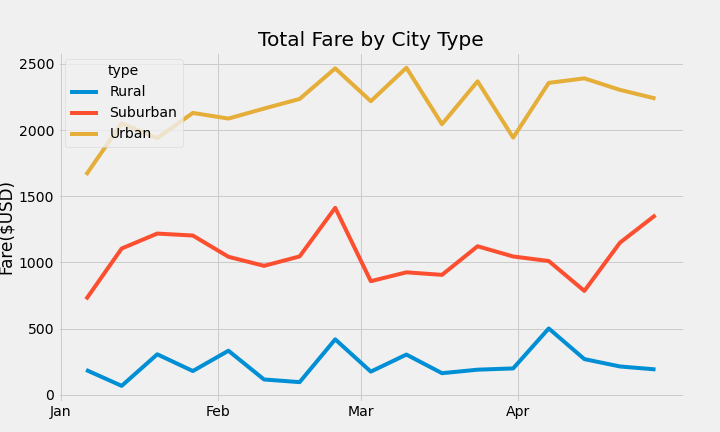 Total Fare by City Type
type
Rural
Suburban
Urban
Fare($USD)
2500
2000
1500
1000
500
0
Jan Feb Mar Apr